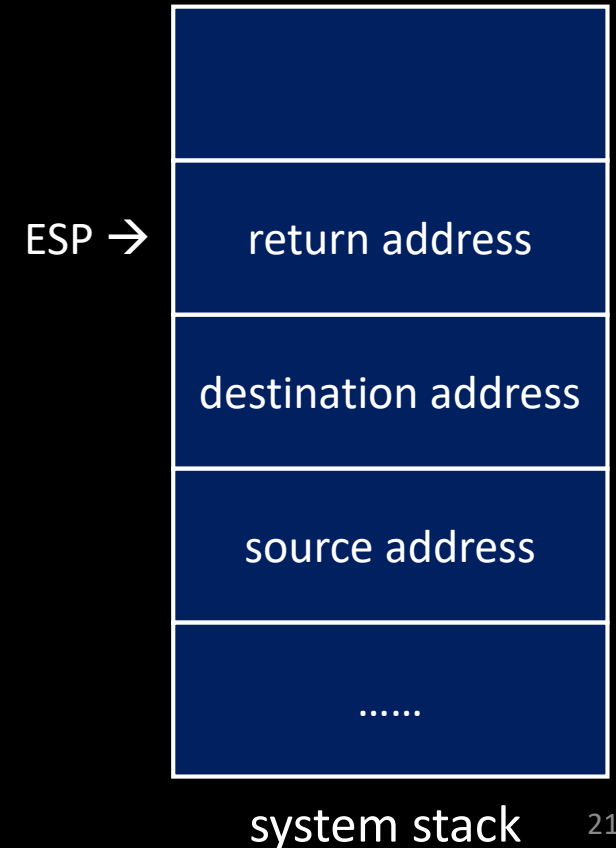 ESP → return address
destination address
source address
……
system stack
21